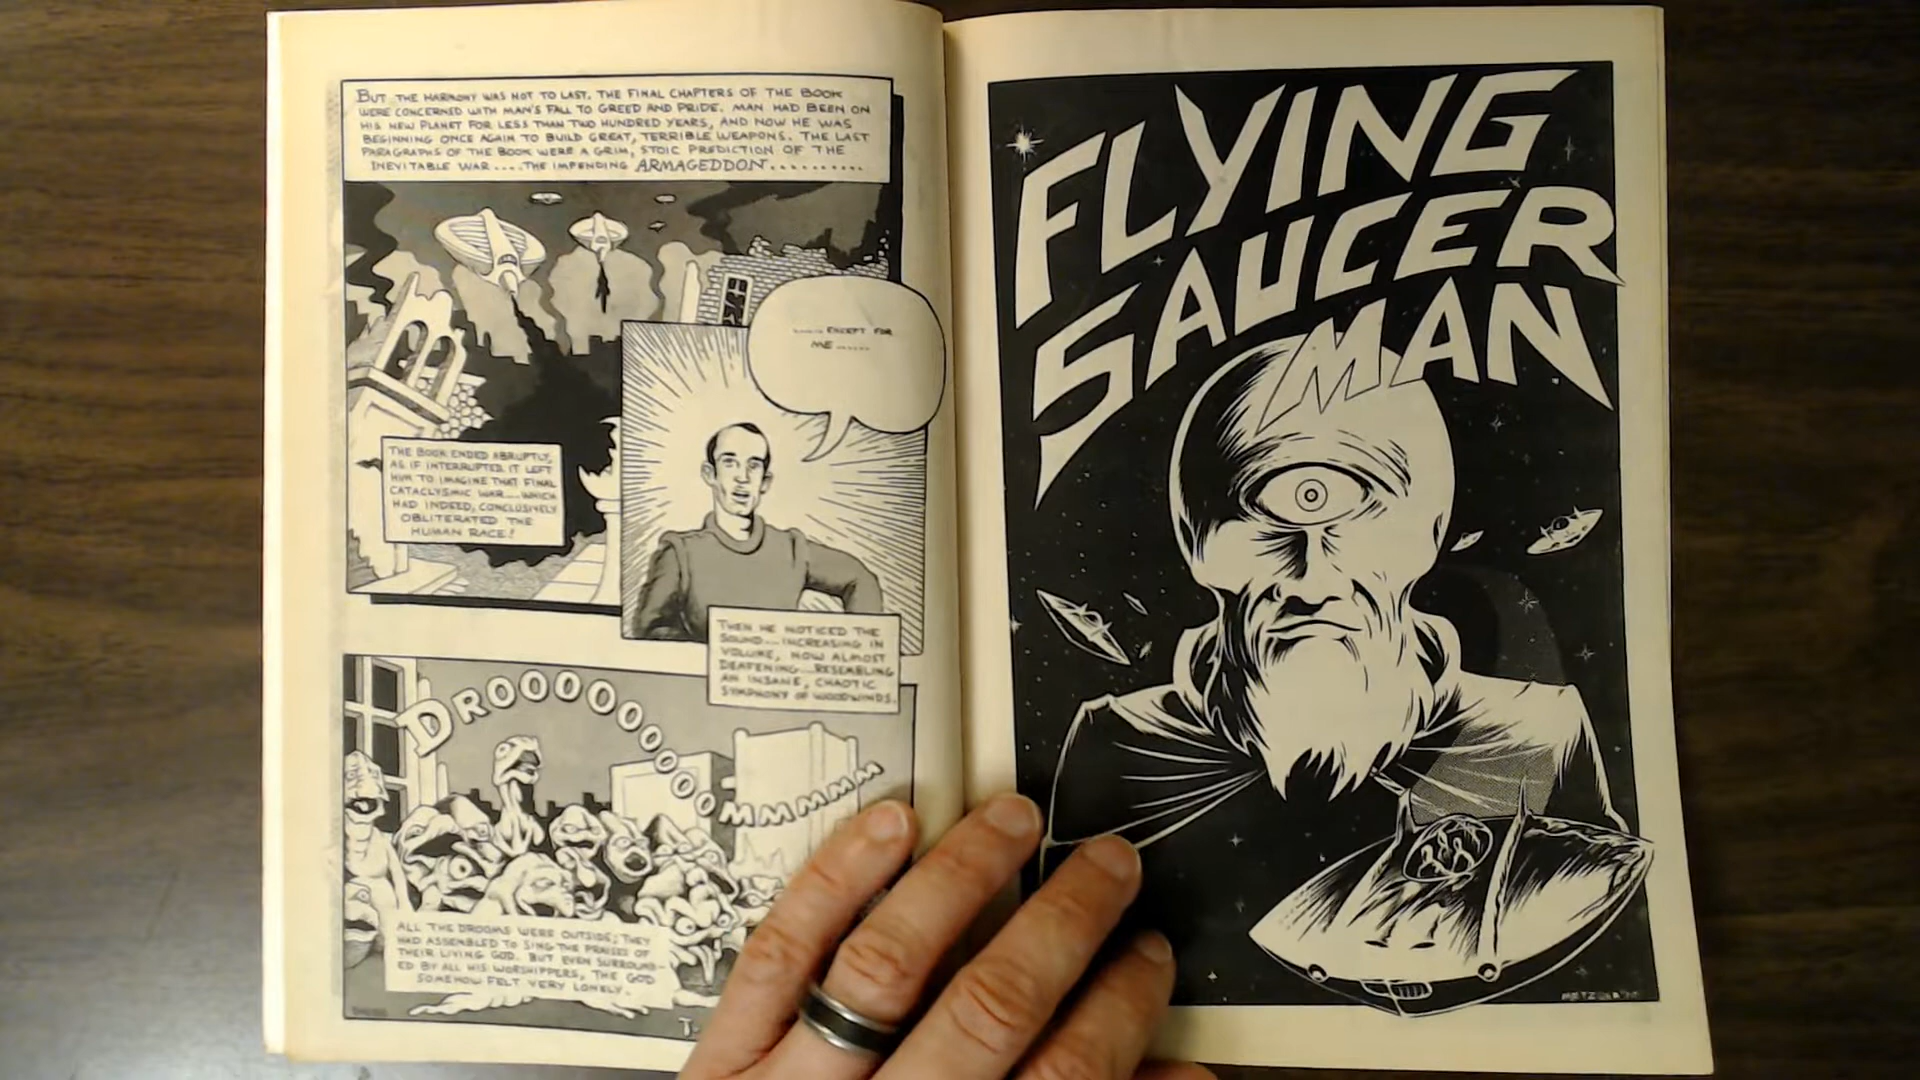 BUT THE HARMONY WAS NOT TO LAST, THE FINAL CHAPTERS OF THE BOOK
WERE CONCERNED WITH MAN'S FALL TO GREED AND PRIDE. MAN HAD BEEN ON
HIS NEW PLANET FOR LESS THAN TWO HUNDRED YEARS, AND NOW HE WAS
BEGINNING ONCE AGAIN TO BUILD GREAT, TERRIBLE WEAPONS. THE LAST
PARAGRAPHS OF THE BOOK WERE A GRIM, STOIC PREDICTION OF THE
INEVITABLE WAR....THE IMPENDING ARMAGEDDON..........
THE BOOK ENDED ABRUPTLY,
AS IF INTERRUPTED. IT LEFT
HIM TO IMAGINE THAT FINAL
CATACLYSMIC WAR....WHICH
HAD INDEED, CONCLUSIVELY
OBLITERATED THE
HUMAN RACE!
......EXCEPT FOR
ME......
THEN HE NOTICED THE
SOUND....INCREASING IN
VOLUME, NOW ALMOST
DEAFENING...RESEMBLING
AN INSANE, CHAOTIC
SYMPHONY OF WOODWINDS.
DROOOOOOOOOOOOMMMMMM
ALL THE DROOMS WERE OUTSIDE; THEY
HAD ASSEMBLED TO SING THE PRAISES OF
THEIR LIVING GOD. BUT EVEN SURROUND-
ED BY ALL HIS WORSHIPPERS, THE GOD
SOMEHOW FELT VERY LONELY.
FLYING
SAUCER
MAN